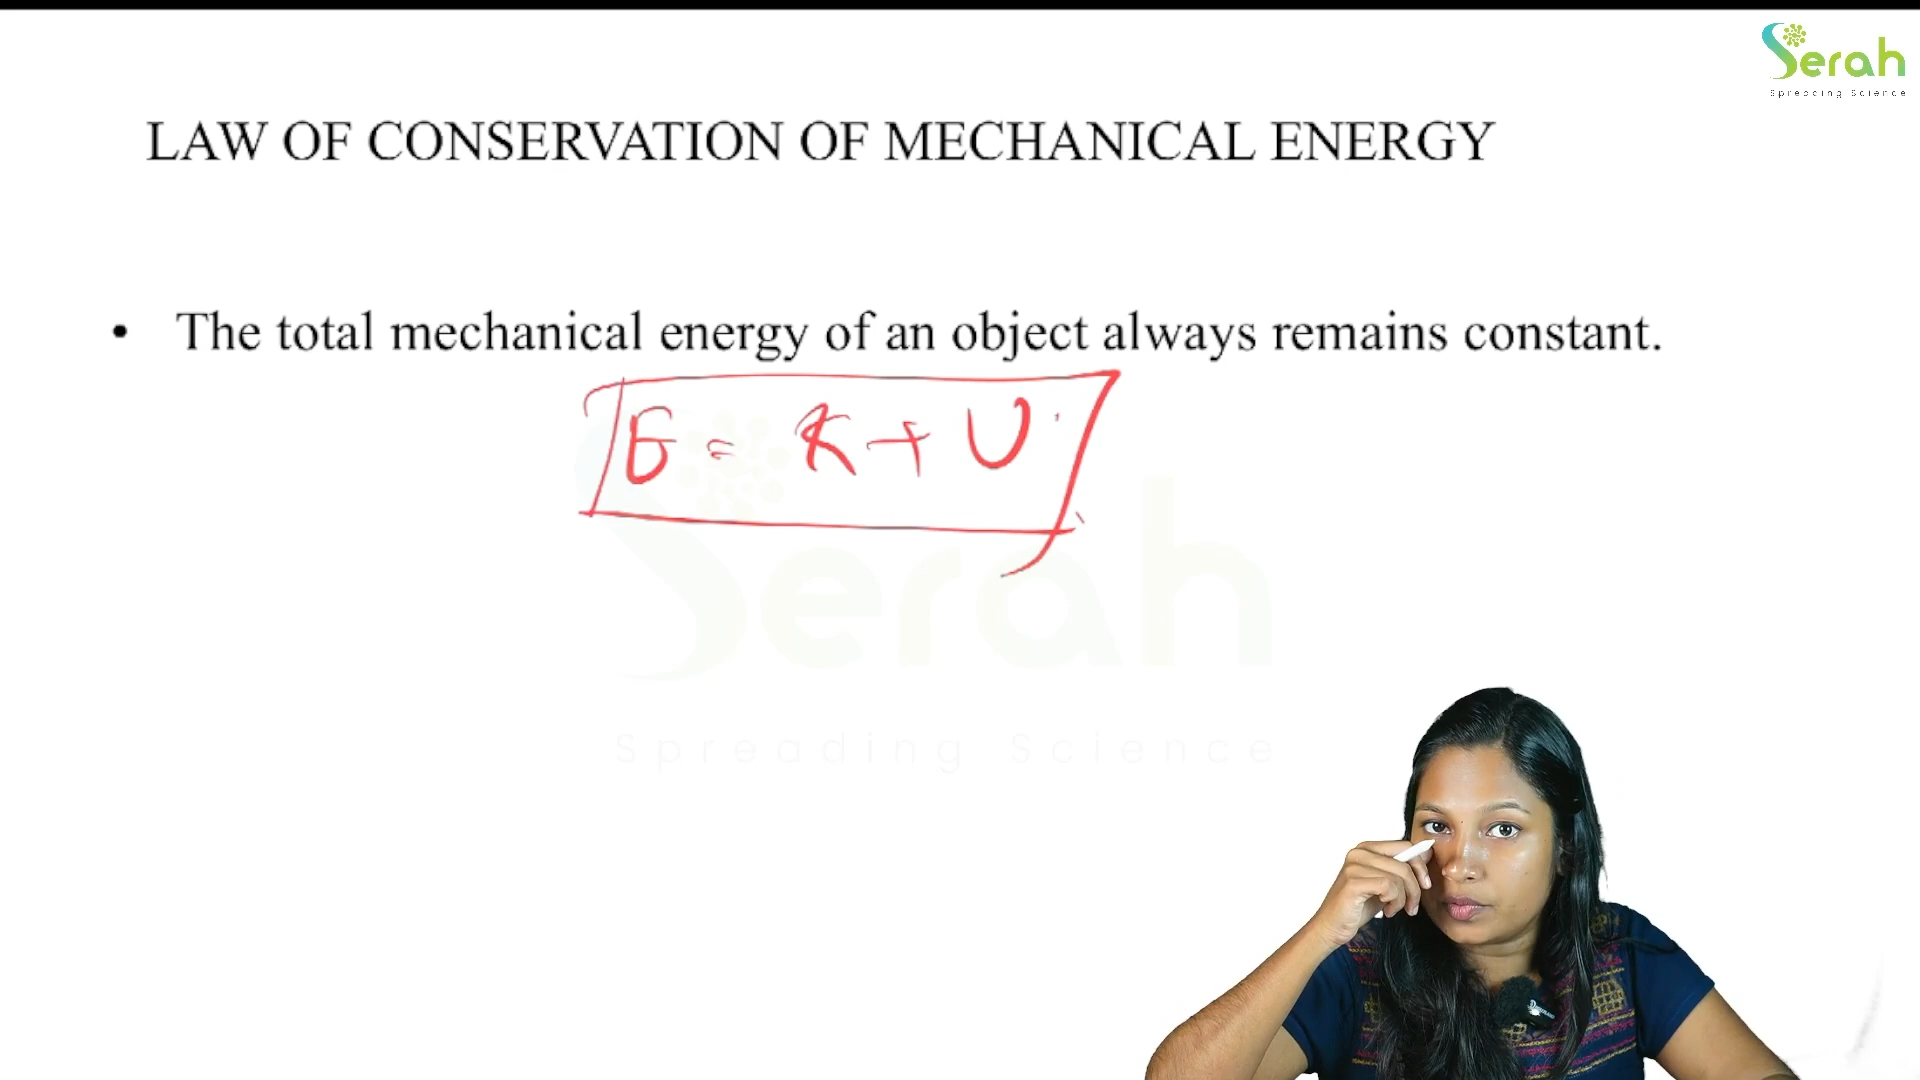 Serah
Spreading Science
LAW OF CONSERVATION OF MECHANICAL ENERGY
• The total mechanical energy of an object always remains constant.
E = K + U
Serah
Spreading Science